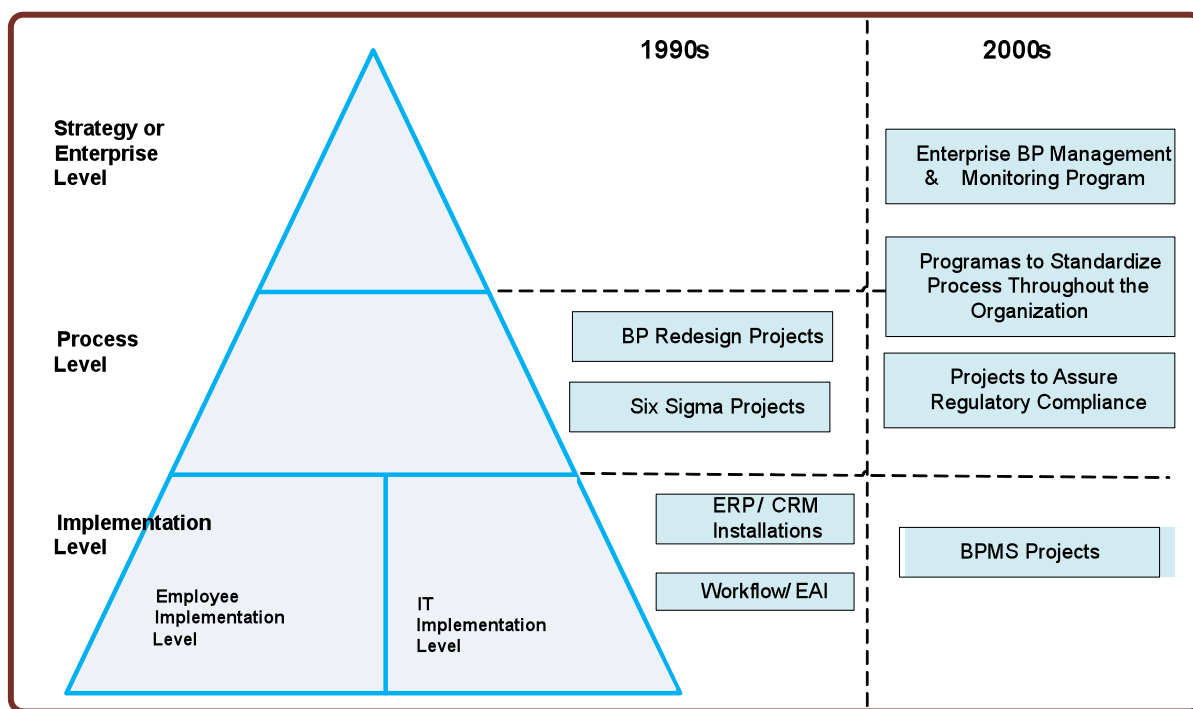 1990s
2000s
Strategy or
Enterprise
Level
Enterprise BP Management
& Monitoring Program
Programas to Standardize
Process Throughout the
Organization
Process
Level
BP Redesign Projects
Six Sigma Projects
Projects to Assure
Regulatory Compliance
Implementation
Level
ERP/ CRM
Installations
BPMS Projects
Workflow/ EAI
Employee
Implementation
Level
IT
Implementation
Level